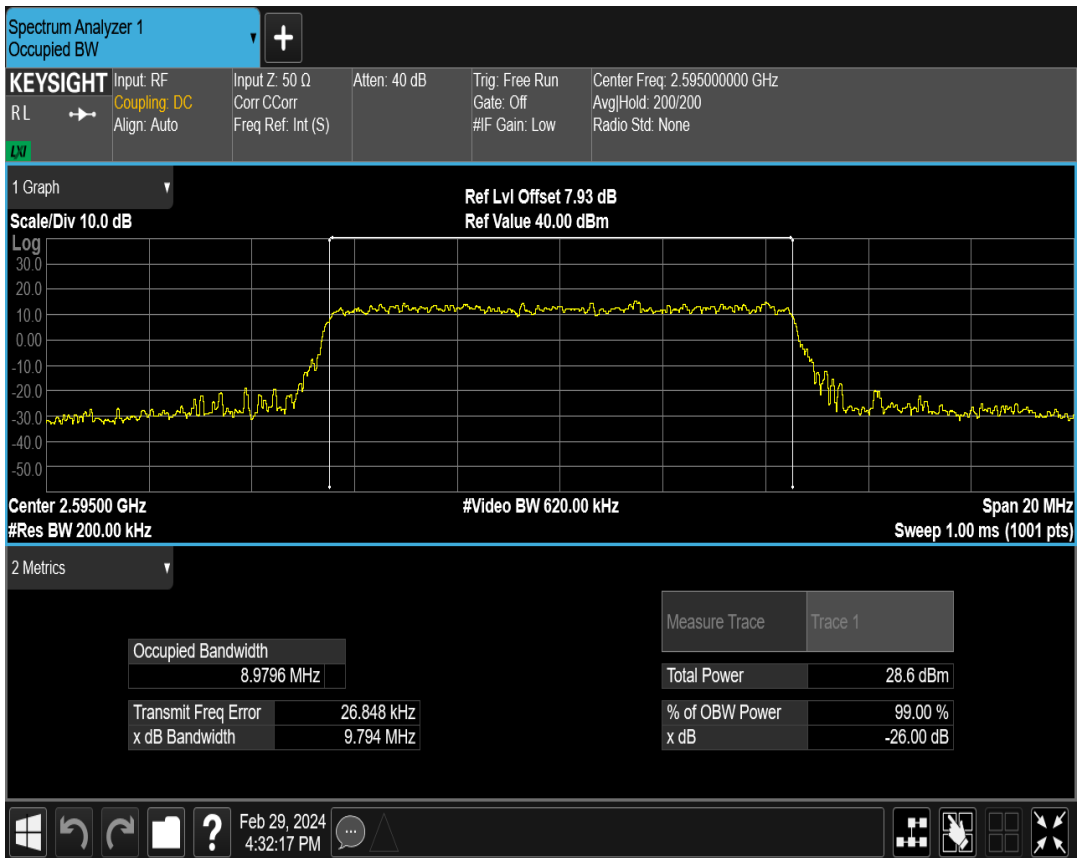 Spectrum Analyzer 1
Occupied BW
+
KEYSIGHT
RL
LXI
Input: RF
Coupling: DC
Align: Auto
Input Z: 50 Ω
Corr CCorr
Freq Ref: Int (S)
Atten: 40 dB
Trig: Free Run
Gate: Off
#IF Gain: Low
Center Freq: 2.595000000 GHz
Avg|Hold: 200/200
Radio Std: None
1 Graph
Ref Lvl Offset 7.93 dB
Scale/Div 10.0 dB
Ref Value 40.00 dBm
Log
30.0
20.0
10.0
0.00
-10.0
-20.0
-30.0
-40.0
-50.0
Center 2.59500 GHz
#Video BW 620.00 kHz
Span 20 MHz
#Res BW 200.00 kHz
Sweep 1.00 ms (1001 pts)
2 Metrics
Measure Trace
Trace 1
Occupied Bandwidth
8.9796 MHz
Total Power
28.6 dBm
Transmit Freq Error
26.848 kHz
% of OBW Power
99.00 %
x dB Bandwidth
9.794 MHz
x dB
-26.00 dB
?
Feb 29, 2024
4:32:17 PM
...